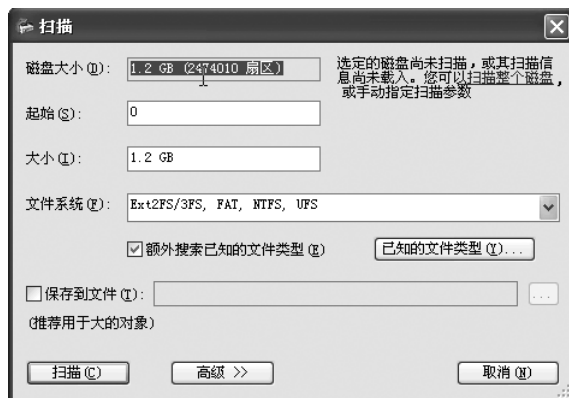 扫描
磁盘大小(D): 1.2 GB (2474010 扇区)
选定的磁盘尚未扫描，或其扫描信
息尚未载入。您可以扫描整个磁盘，
或手动指定扫描参数
起始(S): 0
大小(I): 1.2 GB
文件系统(F): Ext2FS/3FS, FAT, NTFS, UFS
额外搜索已知的文件类型(E) 已知的文件类型(Y)...
保存到文件(T): ...
(推荐用于大的对象)
扫描(C) 高级 >> 取消(N)